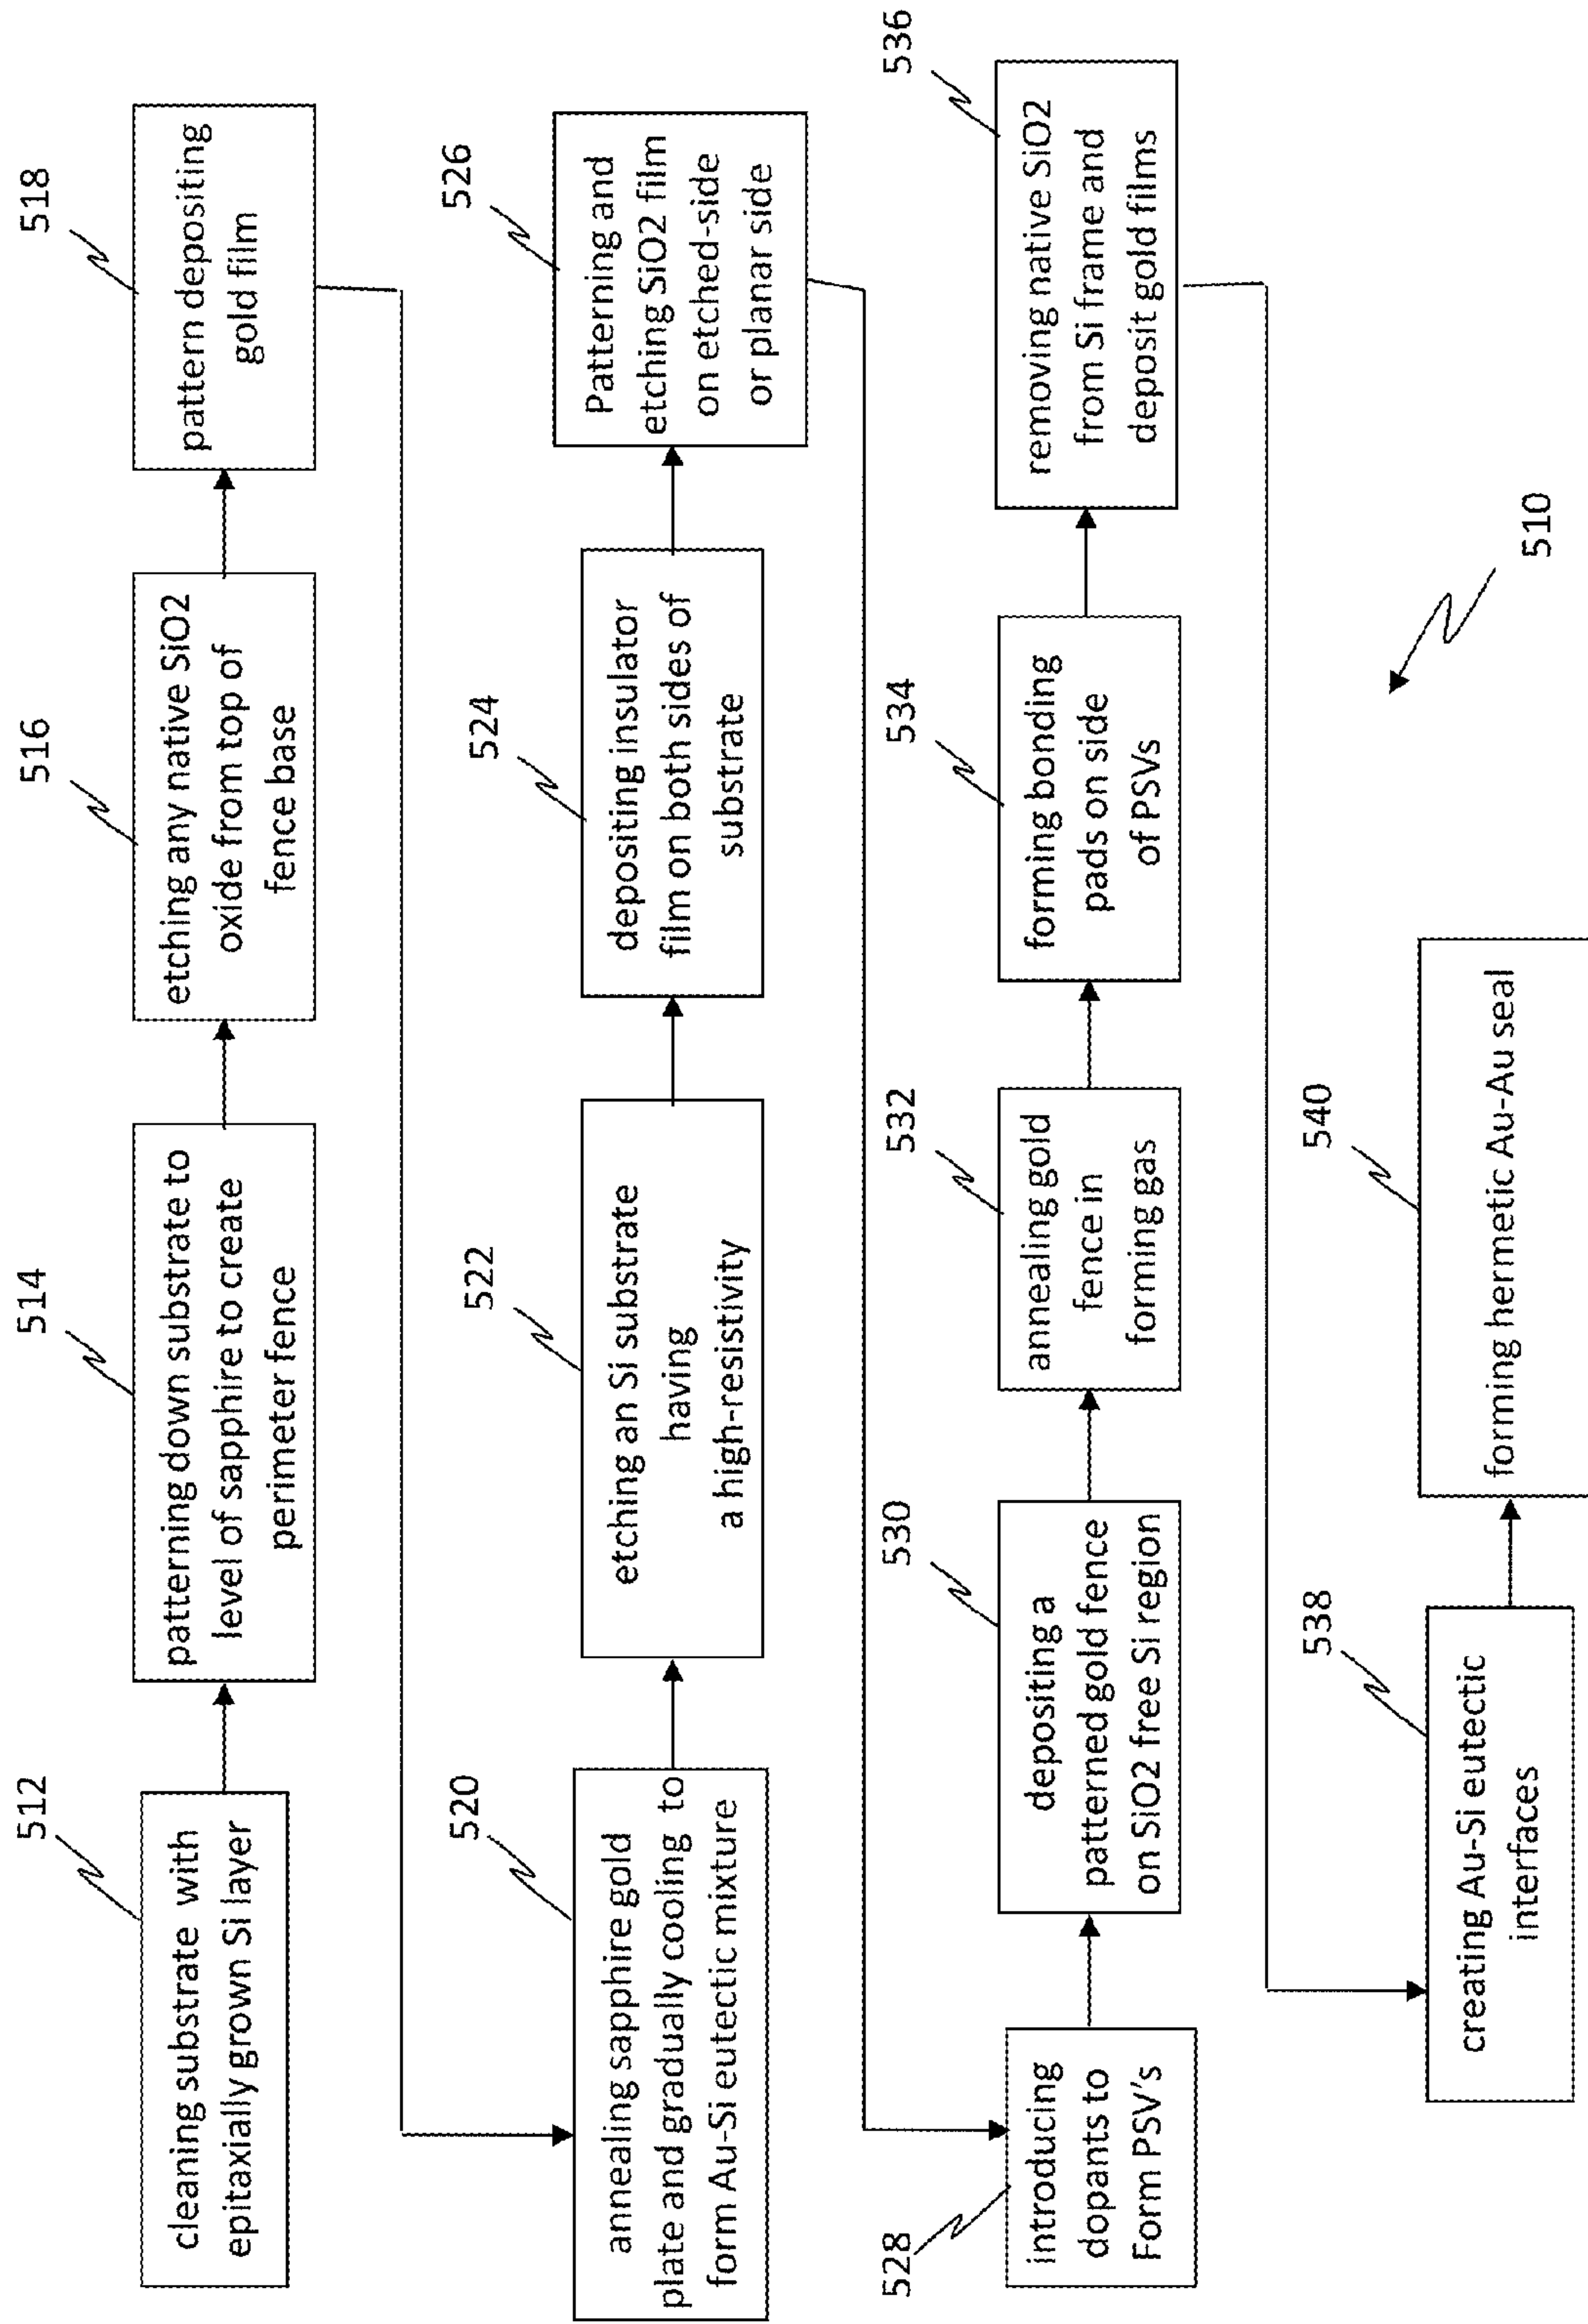 512
cleaning substrate with
epitaxially grown Si layer
514
patterning down substrate to
level of sapphire to create
perimeter fence
516
etching any native SiO2
oxide from top of
fence base
518
pattern depositing
gold film
520
annealing sapphire gold
plate and gradually cooling to
form Au-Si eutectic mixture
522
etching an Si substrate
having
a high-resistivity
524
depositing insulator
film on both sides of
substrate
526
Patterning and
etching SiO2 film
on etched-side
or planar side
528
introducing
dopants to
Form PSV's
530
depositing a
patterned gold fence
on SiO2 free Si region
532
annealing gold
fence in
forming gas
534
forming bonding
pads on side
of PSVs
536
removing native SiO2
from Si frame and
deposit gold films
538
creating Au-Si eutectic
interfaces
540
forming hermetic Au-Au seal
510